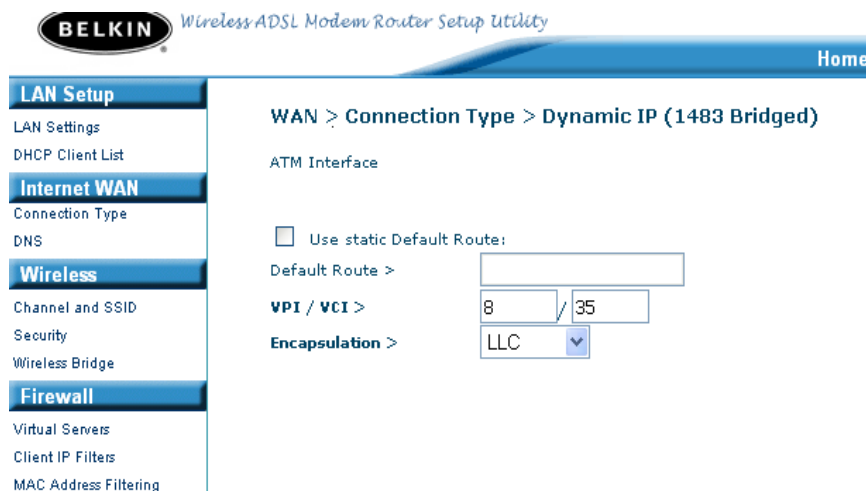 BELKIN
Wireless ADSL Modem Router Setup Utility
Home
LAN Setup
LAN Settings
DHCP Client List
Internet WAN
Connection Type
DNS
Wireless
Channel and SSID
Security
Wireless Bridge
Firewall
Virtual Servers
Client IP Filters
MAC Address Filtering
WAN > Connection Type > Dynamic IP (1483 Bridged)
ATM Interface
Use static Default Route:
Default Route >
VPI / VCI > 8 / 35
Encapsulation > LLC